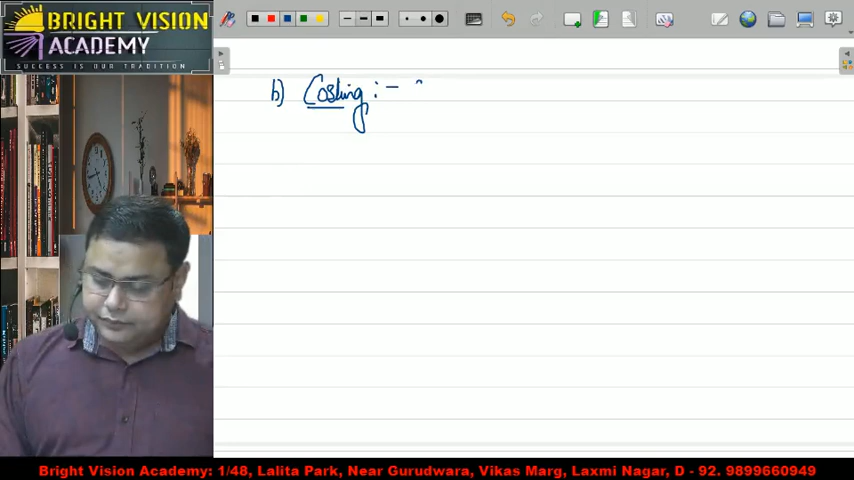 BRIGHT VISION
ACADEMY
SUCCESS IS OUR TRADITION
b) Costing :-
Bright Vision Academy: 1/48, Lalita Park, Near Gurudwara, Vikas Marg, Laxmi Nagar, D - 92. 9899660949